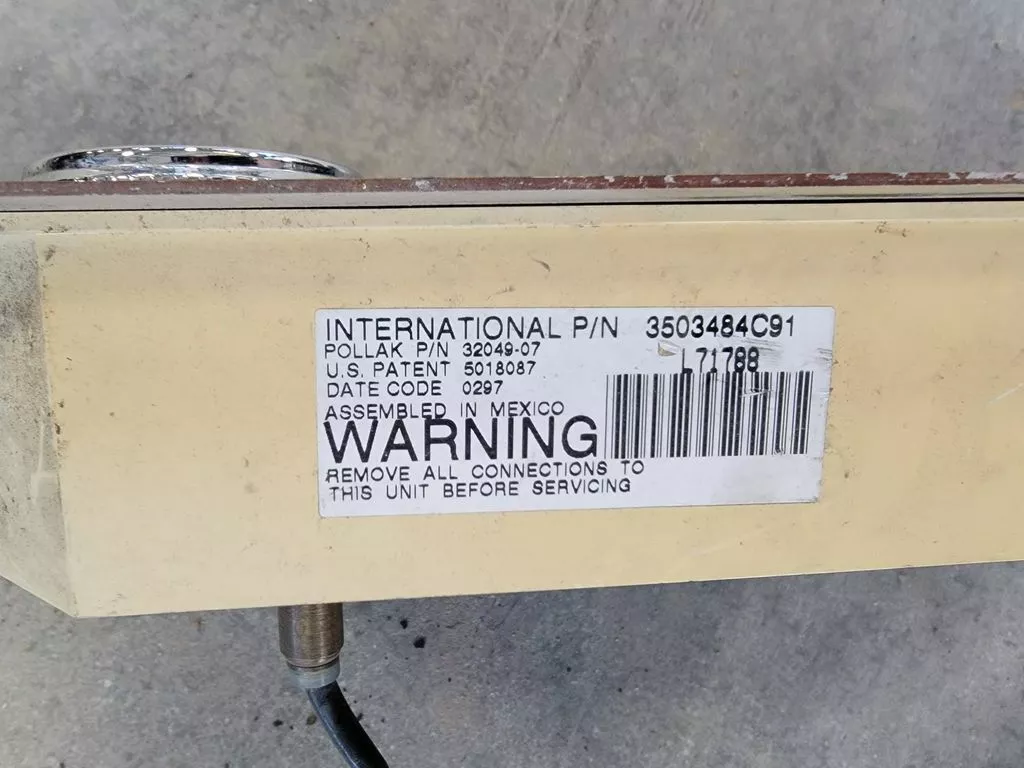 INTERNATIONAL P/N 3503484C91
POLLAK P/N 32049-07
L71788
U.S. PATENT 5018087
DATE CODE 0297
ASSEMBLED IN MEXICO
WARNING
REMOVE ALL CONNECTIONS TO
THIS UNIT BEFORE SERVICING